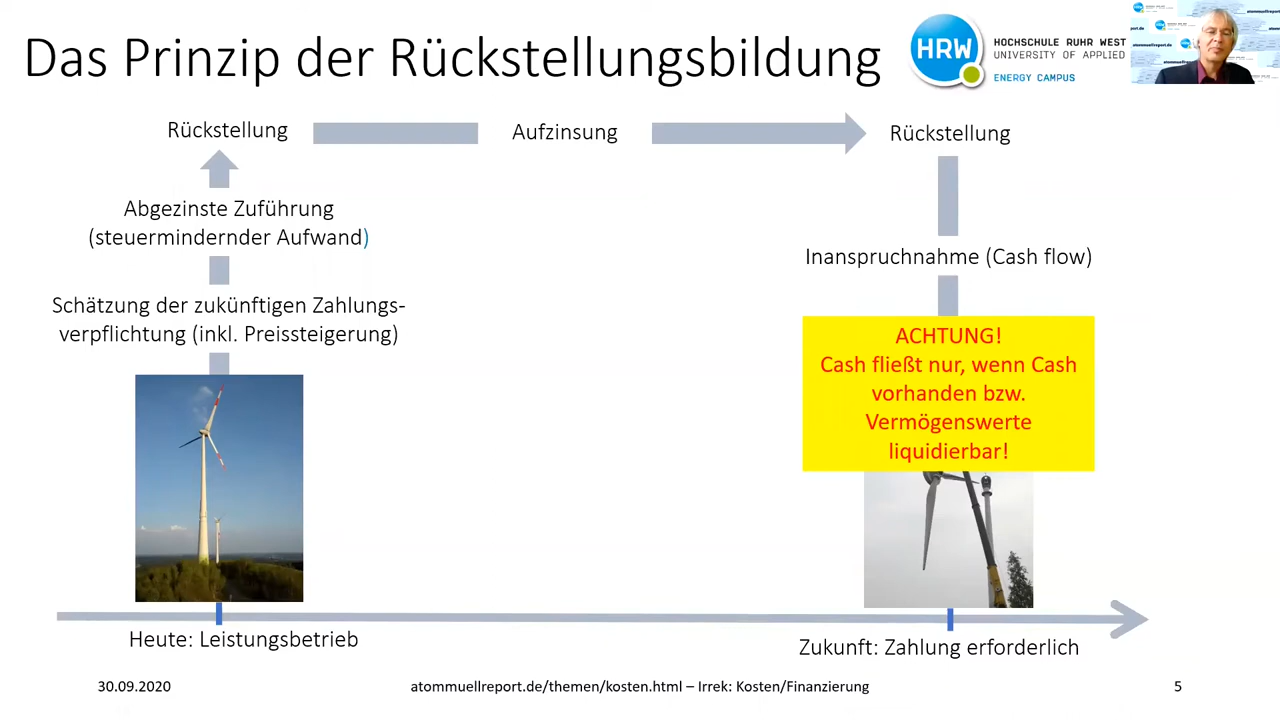 Das Prinzip der Rückstellungsbildung
HRW
HOCHSCHULE RUHR WEST
UNIVERSITY OF APPLIED
ENERGY CAMPUS
atommuellreport.de
Rückstellung
Aufzinsung
Rückstellung
Abgezinste Zuführung
(steuermindernder Aufwand)
Schätzung der zukünftigen Zahlungs-
verpflichtung (inkl. Preissteigerung)
Inanspruchnahme (Cash flow)
ACHTUNG!
Cash fließt nur, wenn Cash
vorhanden bzw.
Vermögenswerte
liquidierbar!
Heute: Leistungsbetrieb
Zukunft: Zahlung erforderlich
30.09.2020
atommuellreport.de/themen/kosten.html – Irrek: Kosten/Finanzierung
5